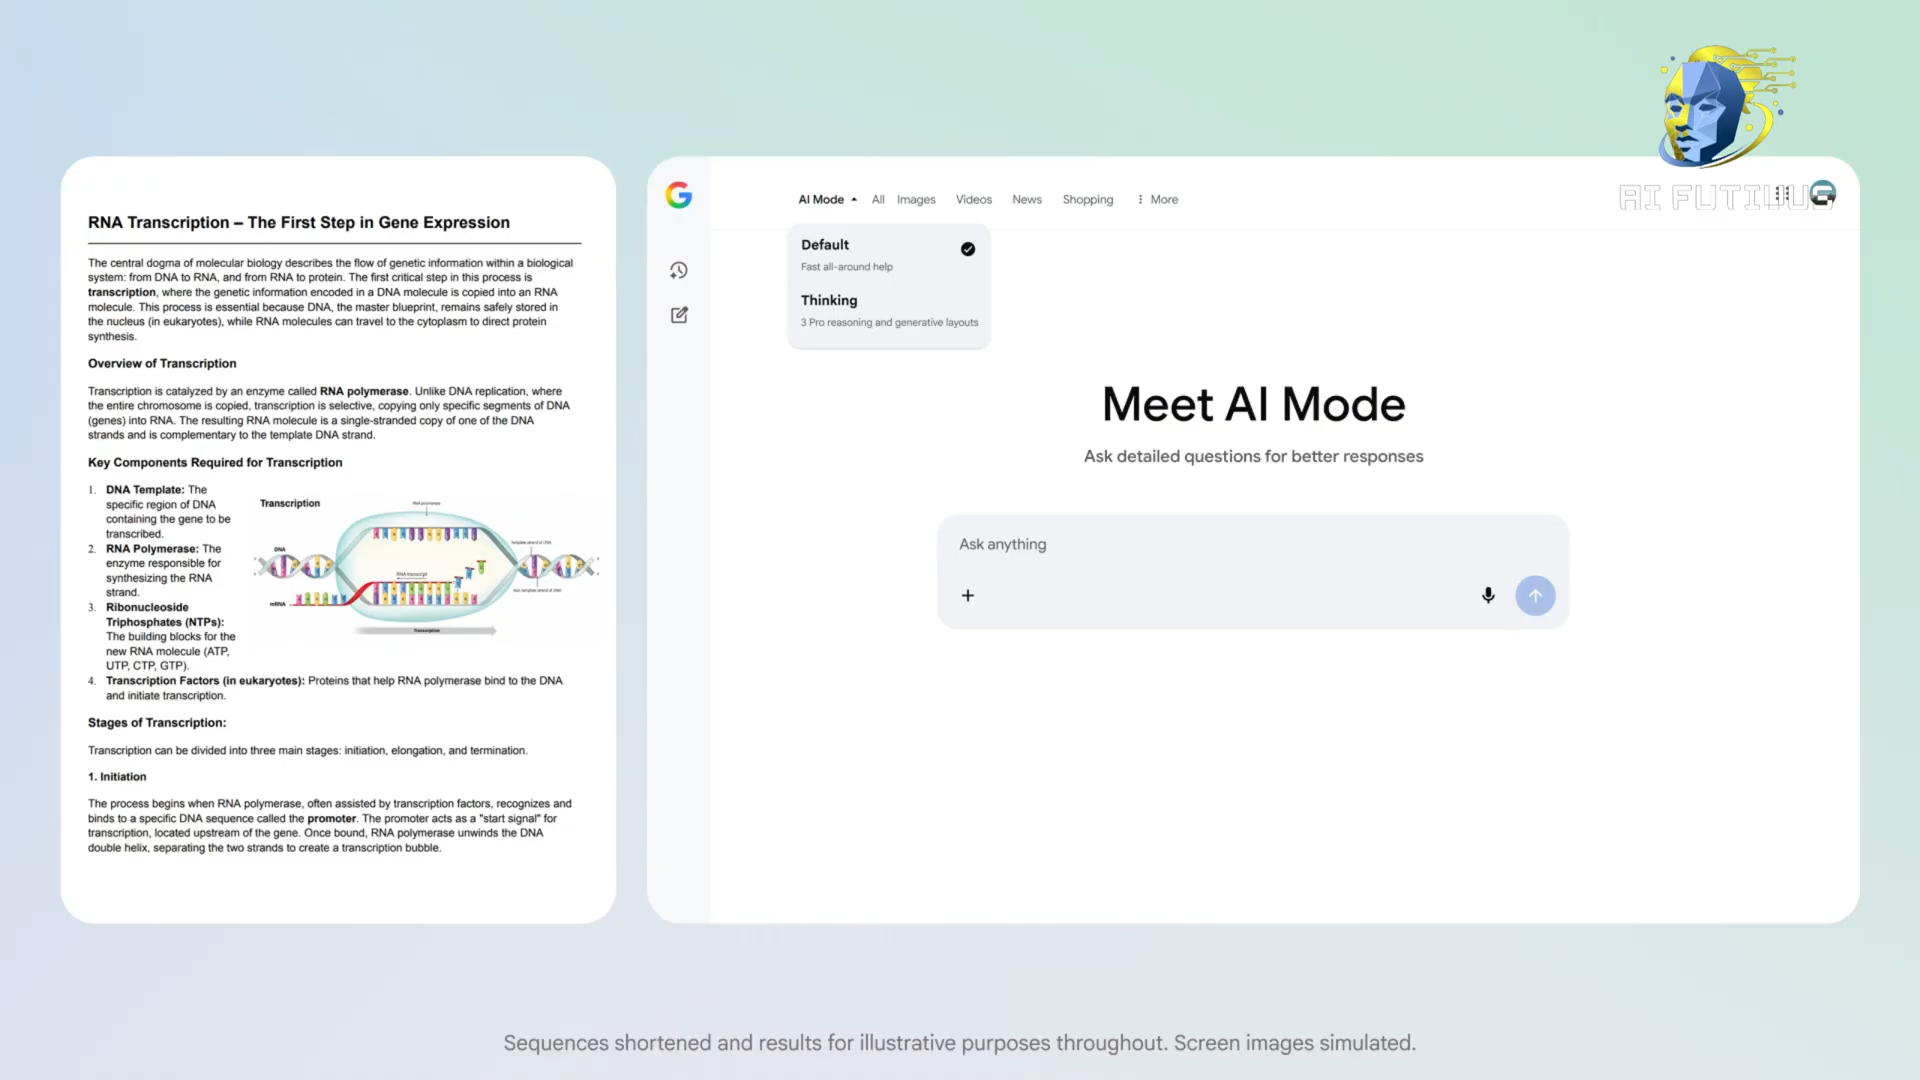 RNA Transcription – The First Step in Gene Expression
The central dogma of molecular biology describes the flow of genetic information within a biological
system: from DNA to RNA, and from RNA to protein. The first critical step in this process is
transcription, where the genetic information encoded in a DNA molecule is copied into an RNA
molecule. This process is essential because DNA, the master blueprint, remains safely stored in
the nucleus (in eukaryotes), while RNA molecules can travel to the cytoplasm to direct protein
synthesis.
Overview of Transcription
Transcription is catalyzed by an enzyme called RNA polymerase. Unlike DNA replication, where
the entire chromosome is copied, transcription is selective, copying only specific segments of DNA
(genes) into RNA. The resulting RNA molecule is a single-stranded copy of one of the DNA
strands and is complementary to the template DNA strand.
Key Components Required for Transcription
1. DNA Template: The
specific region of DNA
containing the gene to be
transcribed.
2. RNA Polymerase: The
enzyme responsible for
synthesizing the RNA
strand.
3. Ribonucleoside
Triphosphates (NTPs):
The building blocks for the
new RNA molecule (ATP,
UTP, CTP, GTP).
4. Transcription Factors (in eukaryotes): Proteins that help RNA polymerase bind to the DNA
and initiate transcription.
Transcription
RNA polymerase
DNA
Template strand of DNA
RNA transcript
Non-template strand of DNA
mRNA
Transcription
Stages of Transcription:
Transcription can be divided into three main stages: initiation, elongation, and termination.
1. Initiation
The process begins when RNA polymerase, often assisted by transcription factors, recognizes and
binds to a specific DNA sequence called the promoter. The promoter acts as a "start signal" for
transcription, located upstream of the gene. Once bound, RNA polymerase unwinds the DNA
double helix, separating the two strands to create a transcription bubble.
AI Mode All Images Videos News Shopping More
Default
Fast all-around help
Thinking
3 Pro reasoning and generative layouts
Meet AI Mode
Ask detailed questions for better responses
Ask anything
AI
Sequences shortened and results for illustrative purposes throughout. Screen images simulated.